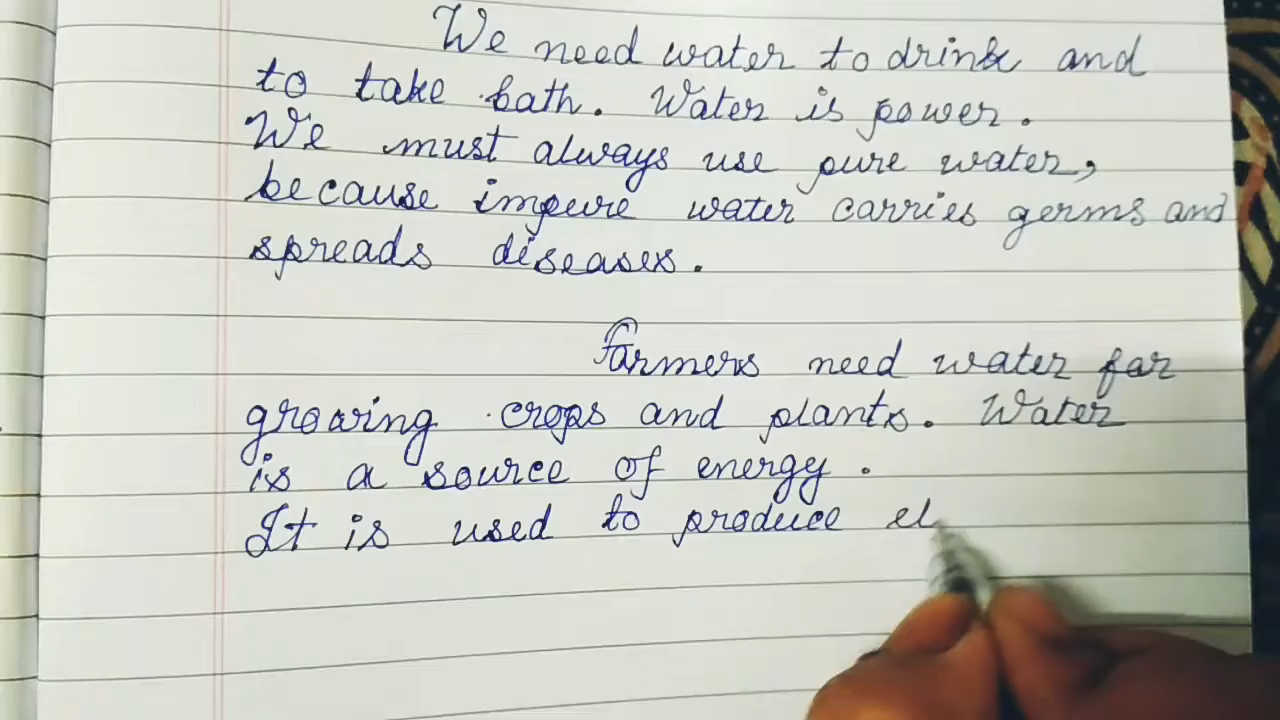 We need water to drink and
to take bath. Water is power.
We must always use pure water,
because impure water carries germs and
spreads diseases.
Farmers need water for
growing crops and plants. Water
is a source of energy.
It is used to produce el